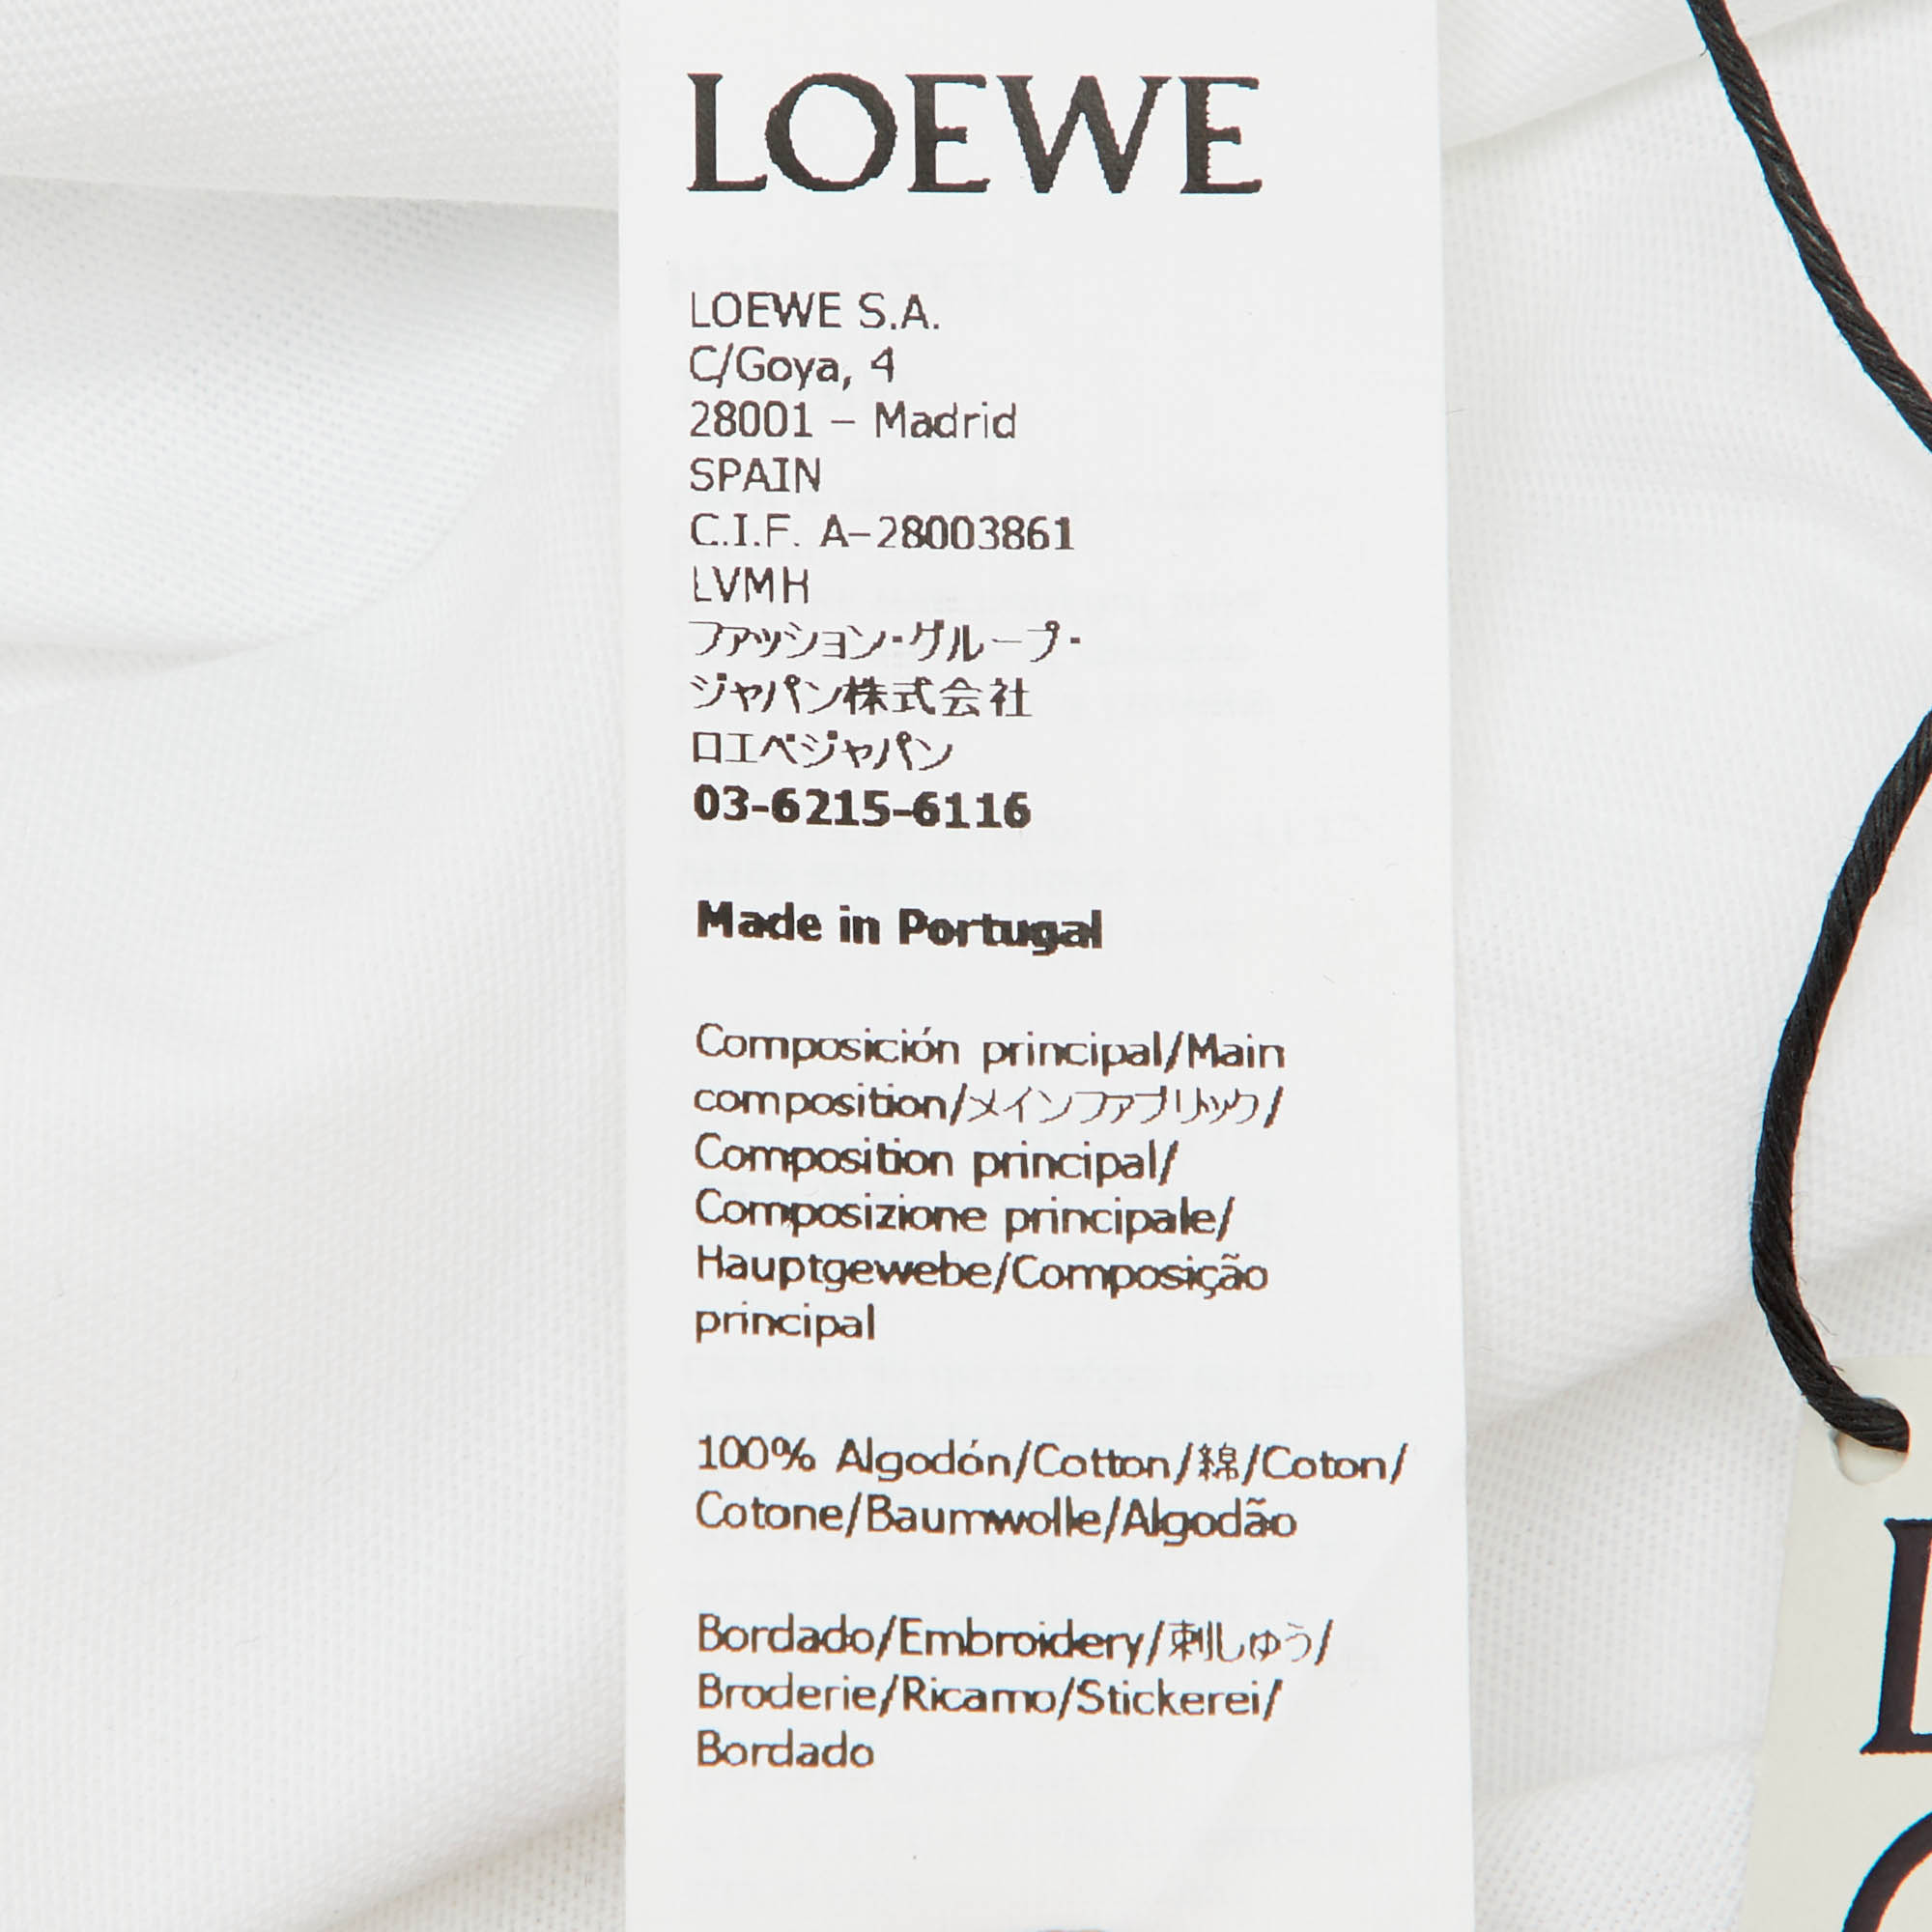 LOEWE
LOEWE S.A.
C/Goya, 4
28001 – Madrid
SPAIN
C.I.F. A-28003861
LVMH
ファッション・グループ・
ジャパン株式会社
ロエベジャパン
03-6215-6116
Made in Portugal
Composición principal/Main
composition/メインファブリック/
Composition principal/
Composizione principale/
Hauptgewebe/Composição
principal
100% Algodón/Cotton/綿/Coton/
Cotone/Baumwolle/Algodão
Bordado/Embroidery/刺しゅう/
Broderie/Ricamo/Stickerei/
Bordado